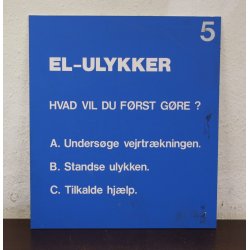 5
EL-ULYKKER
HVAD VIL DU FØRST GØRE ?
A. Undersøge vejrtrækningen.
B. Standse ulykken.
C. Tilkalde hjælp.